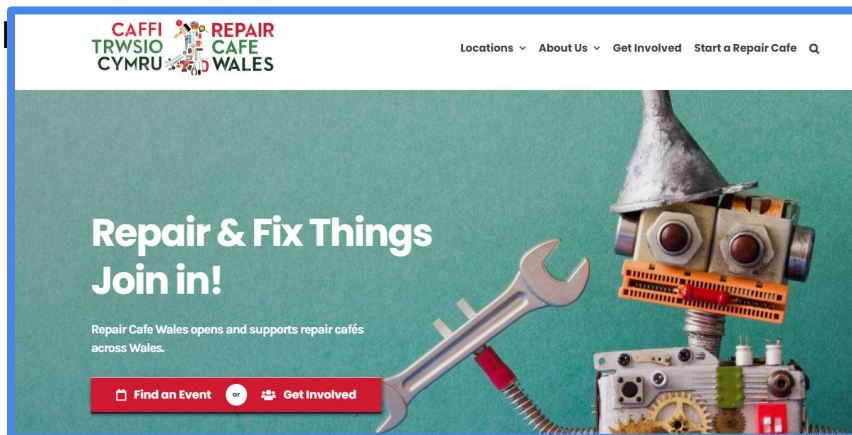 CAFFI TRWSIO CYMRU
REPAIR CAFE WALES
Locations About Us Get Involved Start a Repair Cafe
Repair & Fix Things
Join in!
Repair Cafe Wales opens and supports repair cafés
across Wales.
Find an Event or Get Involved